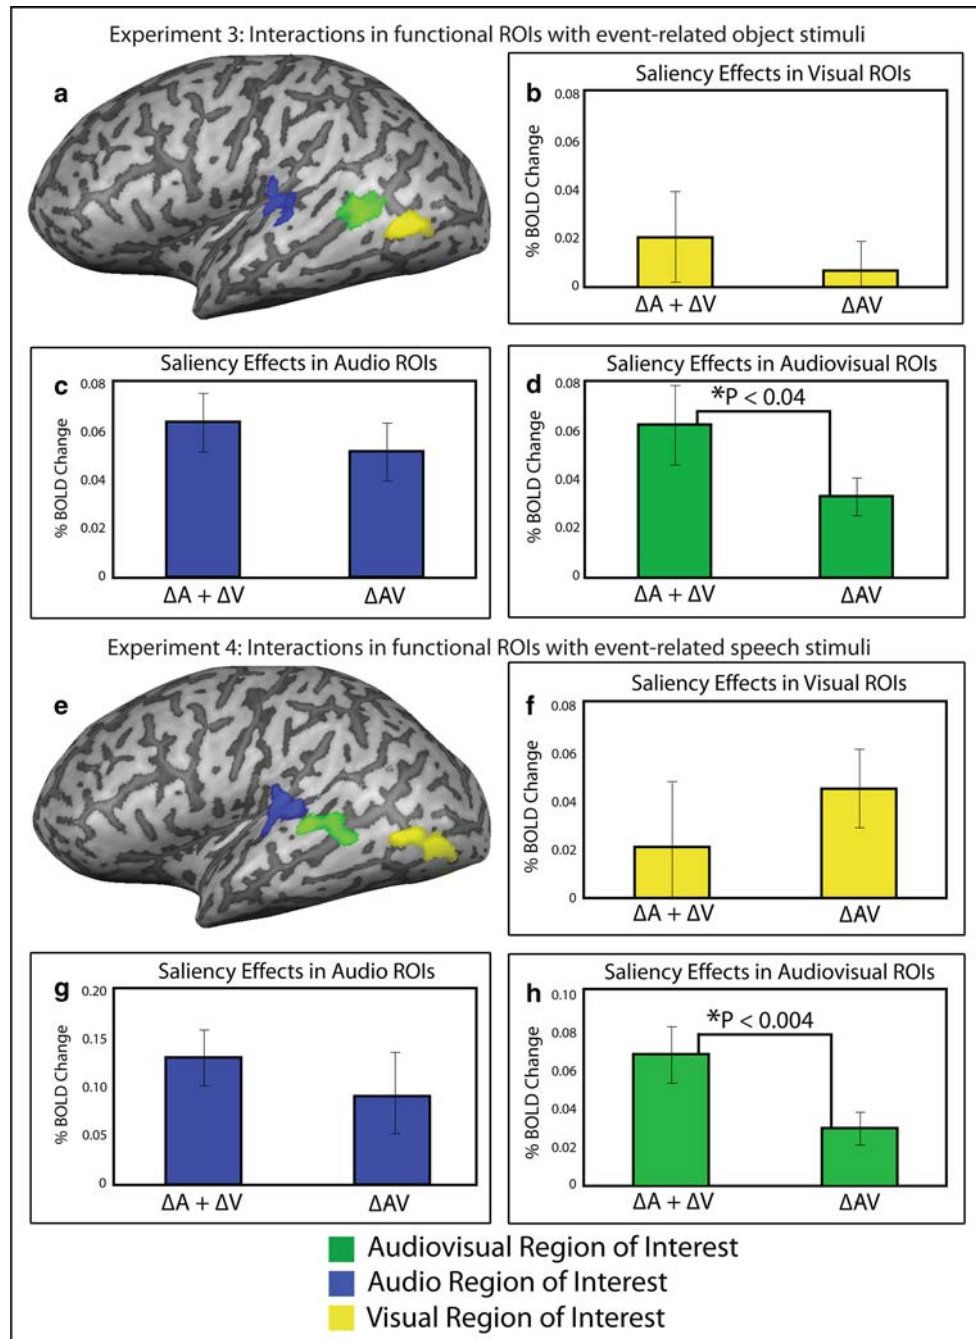 Experiment 3: Interactions in functional ROIs with event-related object stimuli
a
b
Saliency Effects in Visual ROIs
% BOLD Change
0.08
0.06
0.04
0.02
0
ΔA + ΔV
ΔAV
c
Saliency Effects in Audio ROIs
% BOLD Change
0.08
0.06
0.04
0.02
0
ΔA + ΔV
ΔAV
d
Saliency Effects in Audiovisual ROIs
% BOLD Change
0.08
0.06
0.04
0.02
0
*P < 0.04
ΔA + ΔV
ΔAV
Experiment 4: Interactions in functional ROIs with event-related speech stimuli
e
f
Saliency Effects in Visual ROIs
% BOLD Change
0.08
0.06
0.04
0.02
0
ΔA + ΔV
ΔAV
g
Saliency Effects in Audio ROIs
% BOLD Change
0.20
0.15
0.10
0.05
0
ΔA + ΔV
ΔAV
h
Saliency Effects in Audiovisual ROIs
% BOLD Change
0.10
0.08
0.06
0.04
0.02
0
*P < 0.004
ΔA + ΔV
ΔAV
Audiovisual Region of Interest
Audio Region of Interest
Visual Region of Interest